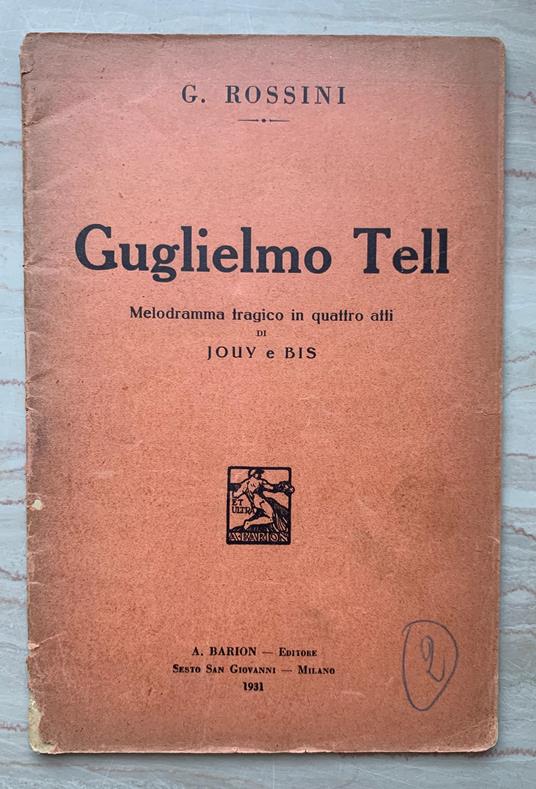 G. ROSSINI
Guglielmo Tell
Melodramma tragico in quattro atti
DI
JOUY e BIS
ET
ULTRA
A. BARION
A. BARION — EDITORE
SESTO SAN GIOVANNI — MILANO
1931
2